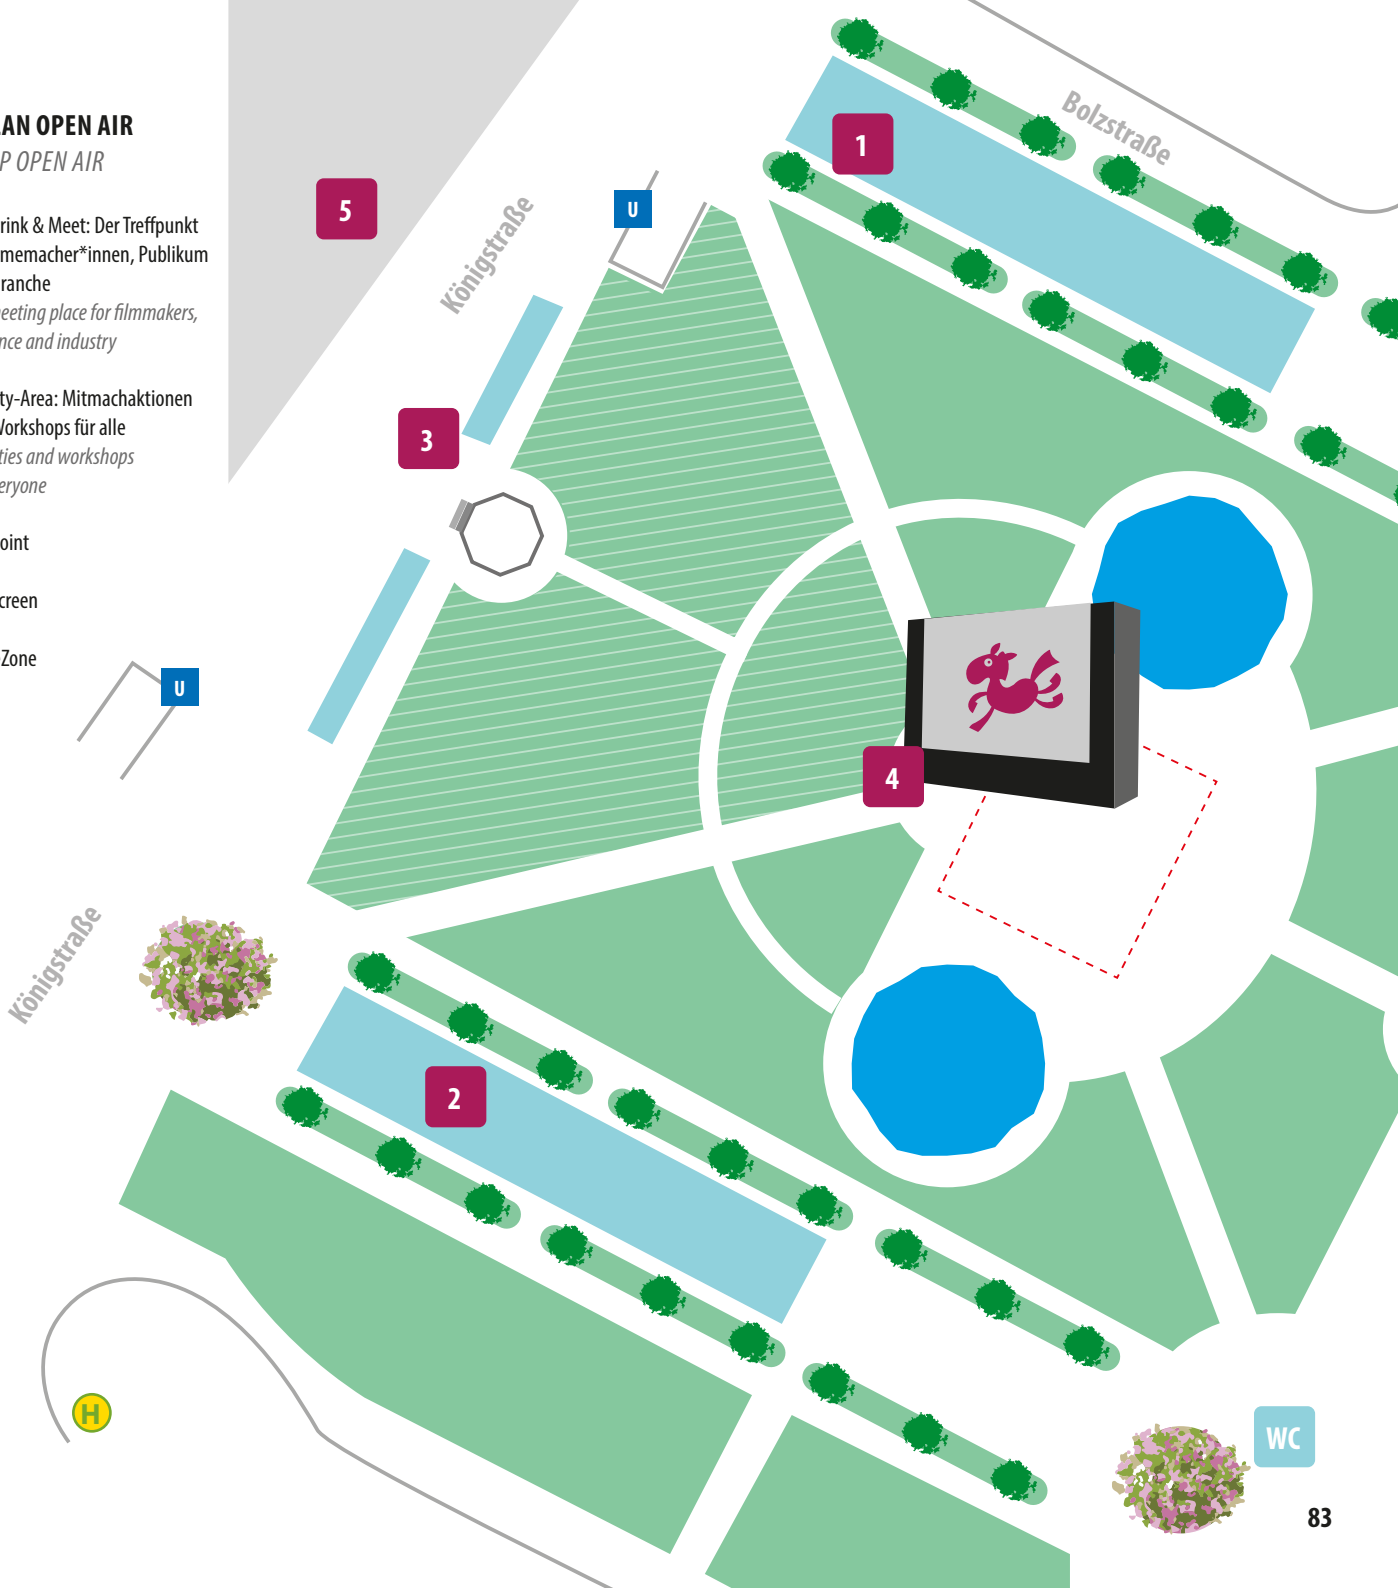 AN OPEN AIR
P OPEN AIR
rink & Meet: Der Treffpunkt
memacher*innen, Publikum
ranche
eeting place for filmmakers,
nce and industry
ty-Area: Mitmachaktionen
Workshops für alle
ties and workshops
eryone
oint
creen
Zone
5
Königstraße
U
1
Bolzstraße
3
U
4
Königstraße
2
H
WC
83